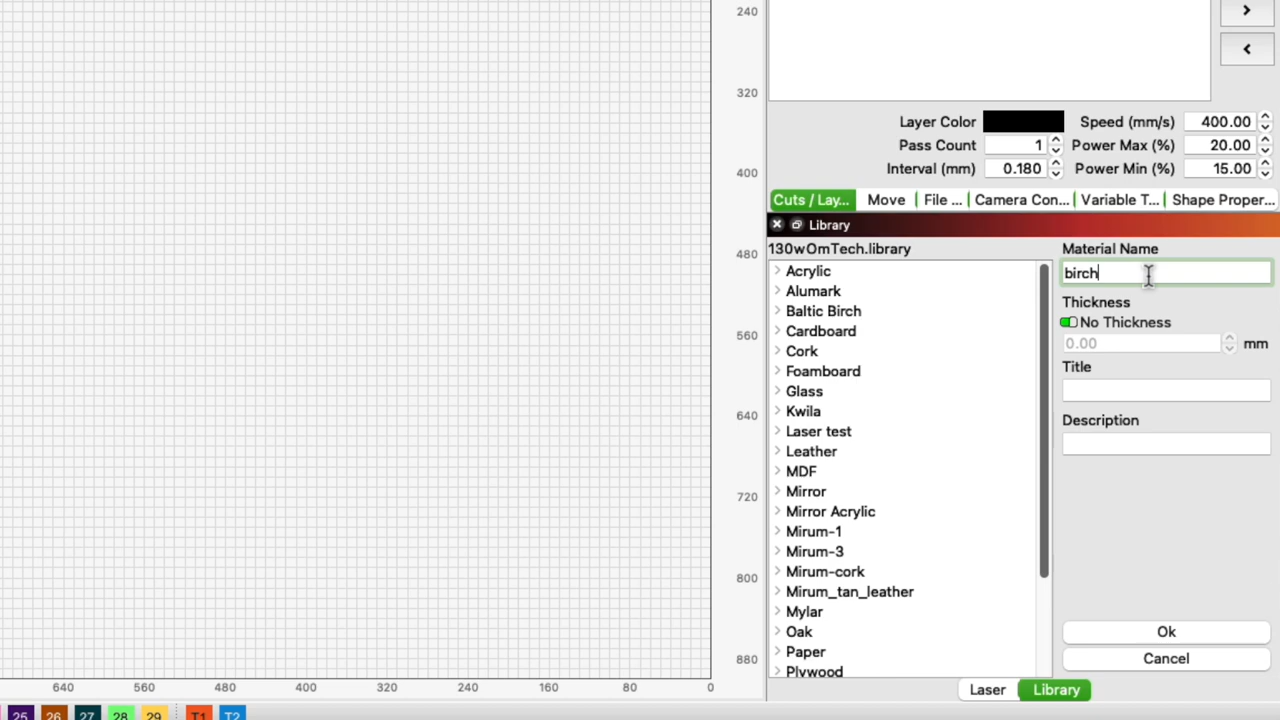 240
320
400
480
560
640
720
800
880
640 560 480 400 320 240 160 80 0
25 26 27 28 29 T1 T2
>
<
Layer Color Speed (mm/s) 400.00
Pass Count 1 Power Max (%) 20.00
Interval (mm) 0.180 Power Min (%) 15.00
Cuts / Lay... Move File ... Camera Con... Variable T... Shape Proper...
Library
130wOmTech.library
Acrylic
Alumark
Baltic Birch
Cardboard
Cork
Foamboard
Glass
Kwila
Laser test
Leather
MDF
Mirror
Mirror Acrylic
Mirum-1
Mirum-3
Mirum-cork
Mirum_tan_leather
Mylar
Oak
Paper
Plywood
Material Name
birch
Thickness
No Thickness
0.00 mm
Title
Description
Ok
Cancel
Laser Library